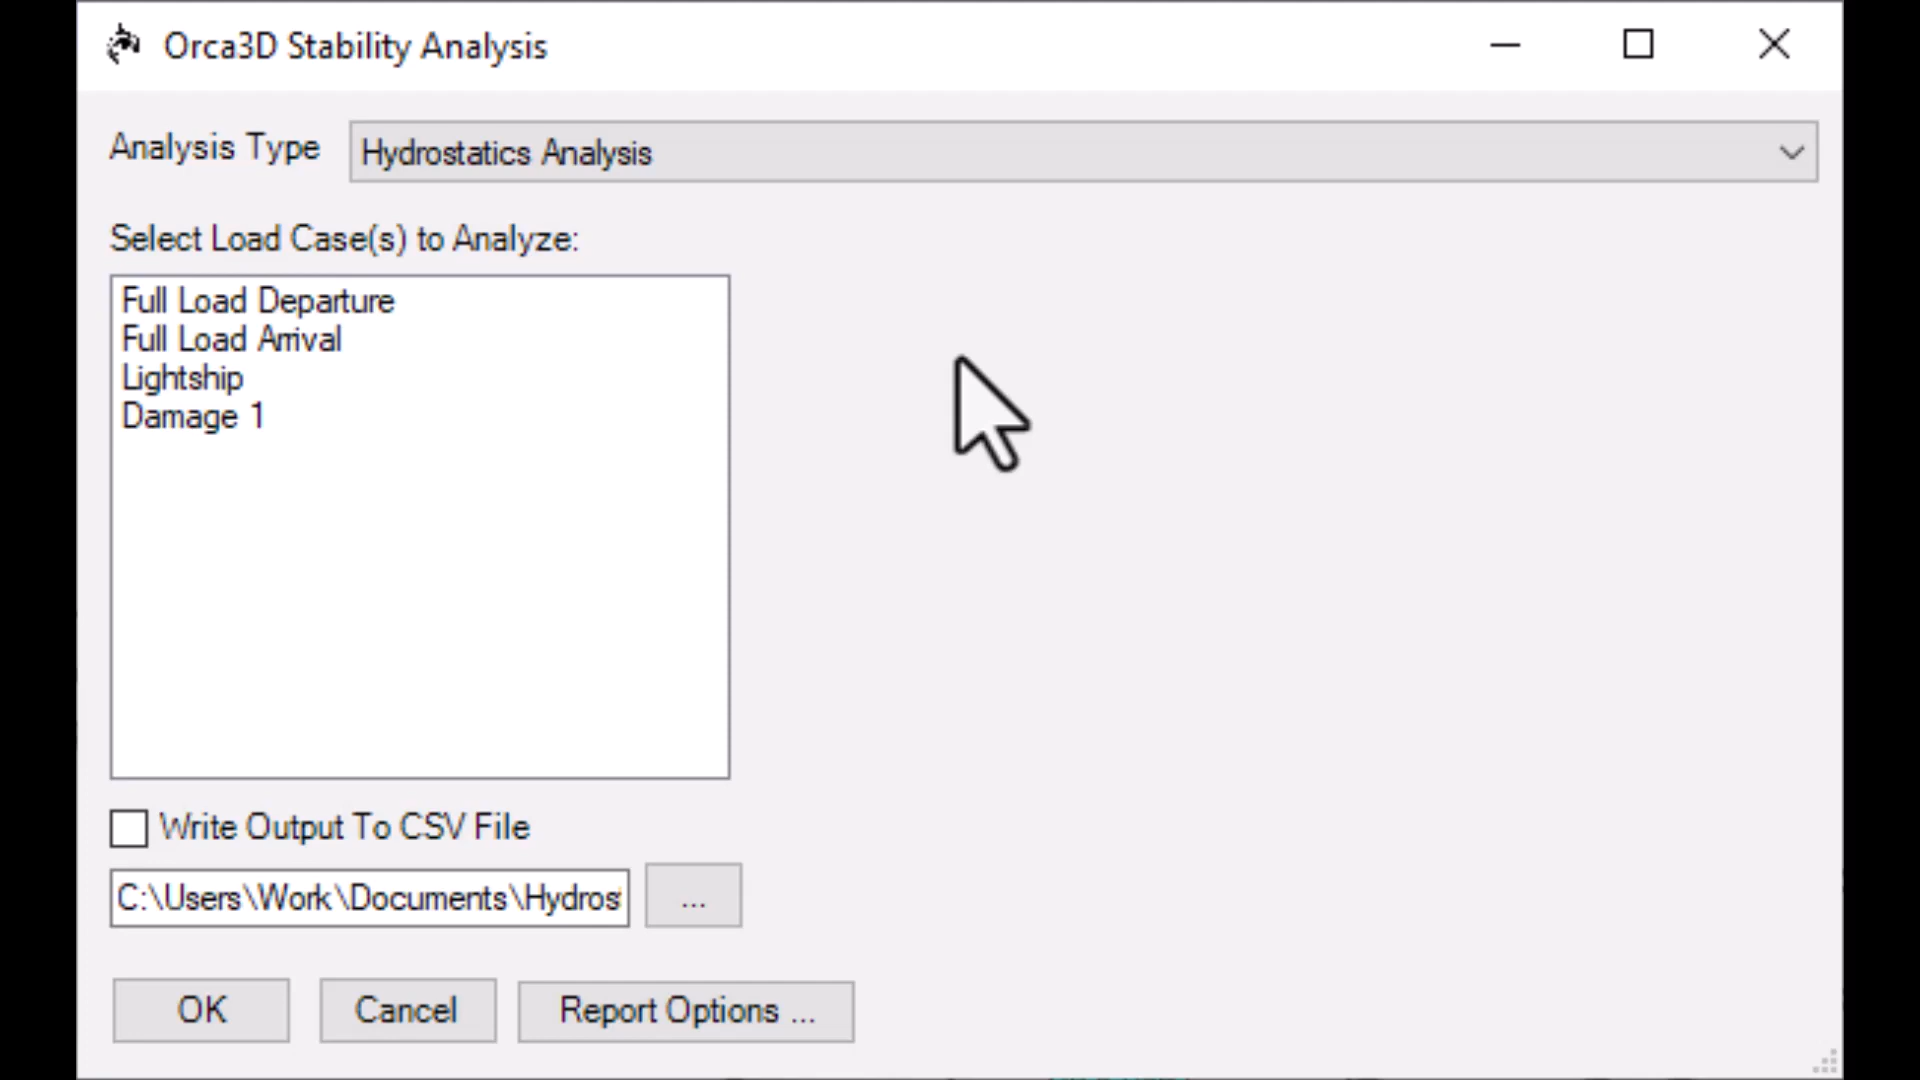 Orca3D Stability Analysis
Analysis Type
Hydrostatics Analysis
Select Load Case(s) to Analyze:
Full Load Departure
Full Load Arrival
Lightship
Damage 1
Write Output To CSV File
C:\Users\Work\Documents\Hydros
...
OK
Cancel
Report Options ...